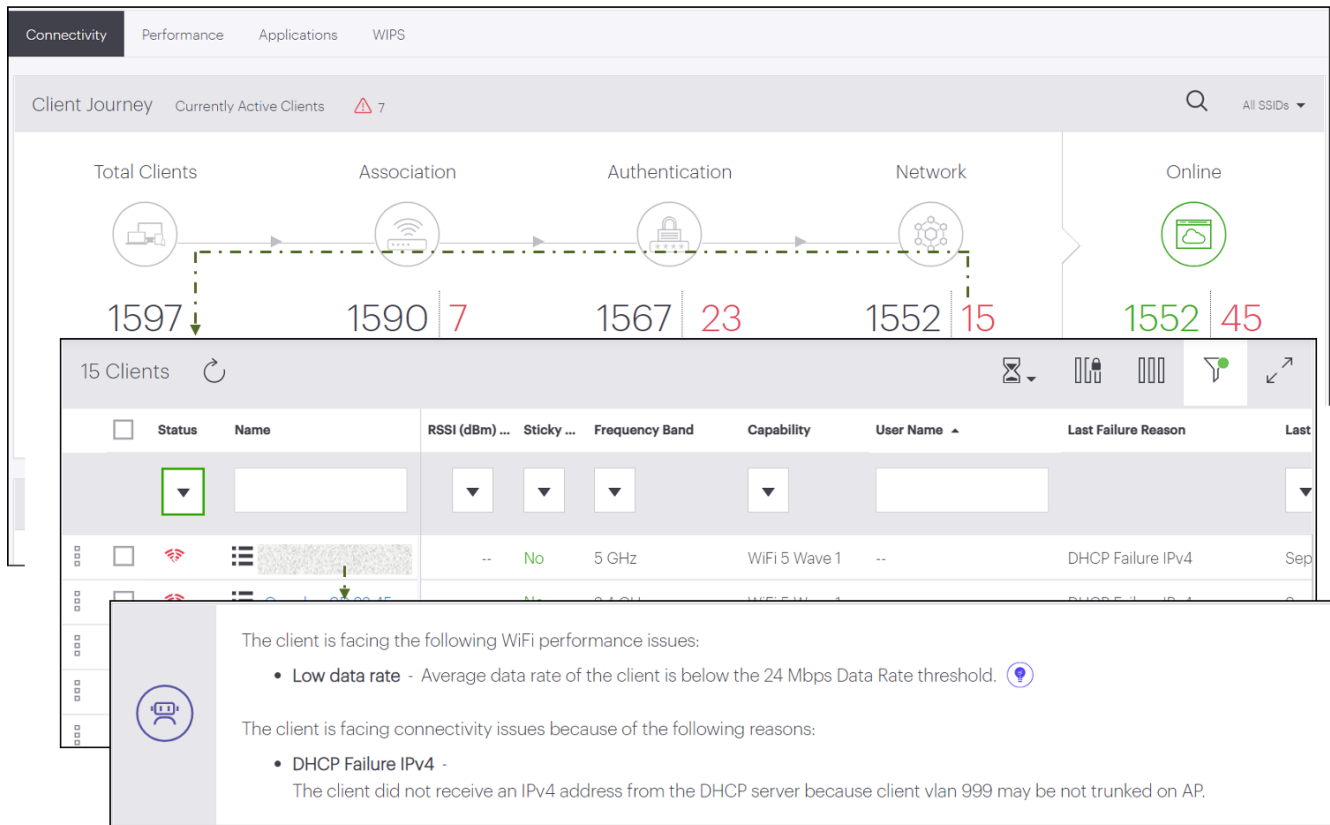 Connectivity Performance Applications WIPS
Client Journey Currently Active Clients 7 All SSIDs
Total Clients Association Authentication Network Online
1597 1590 7 1567 23 1552 15 1552 45
15 Clients
Status Name RSSI (dBm) ... Sticky ... Frequency Band Capability User Name Last Failure Reason Last
-- No 5 GHz WiFi 5 Wave 1 -- DHCP Failure IPv4 Sep
The client is facing the following WiFi performance issues:
• Low data rate - Average data rate of the client is below the 24 Mbps Data Rate threshold.
The client is facing connectivity issues because of the following reasons:
• DHCP Failure IPv4 -
The client did not receive an IPv4 address from the DHCP server because client vlan 999 may be not trunked on AP.